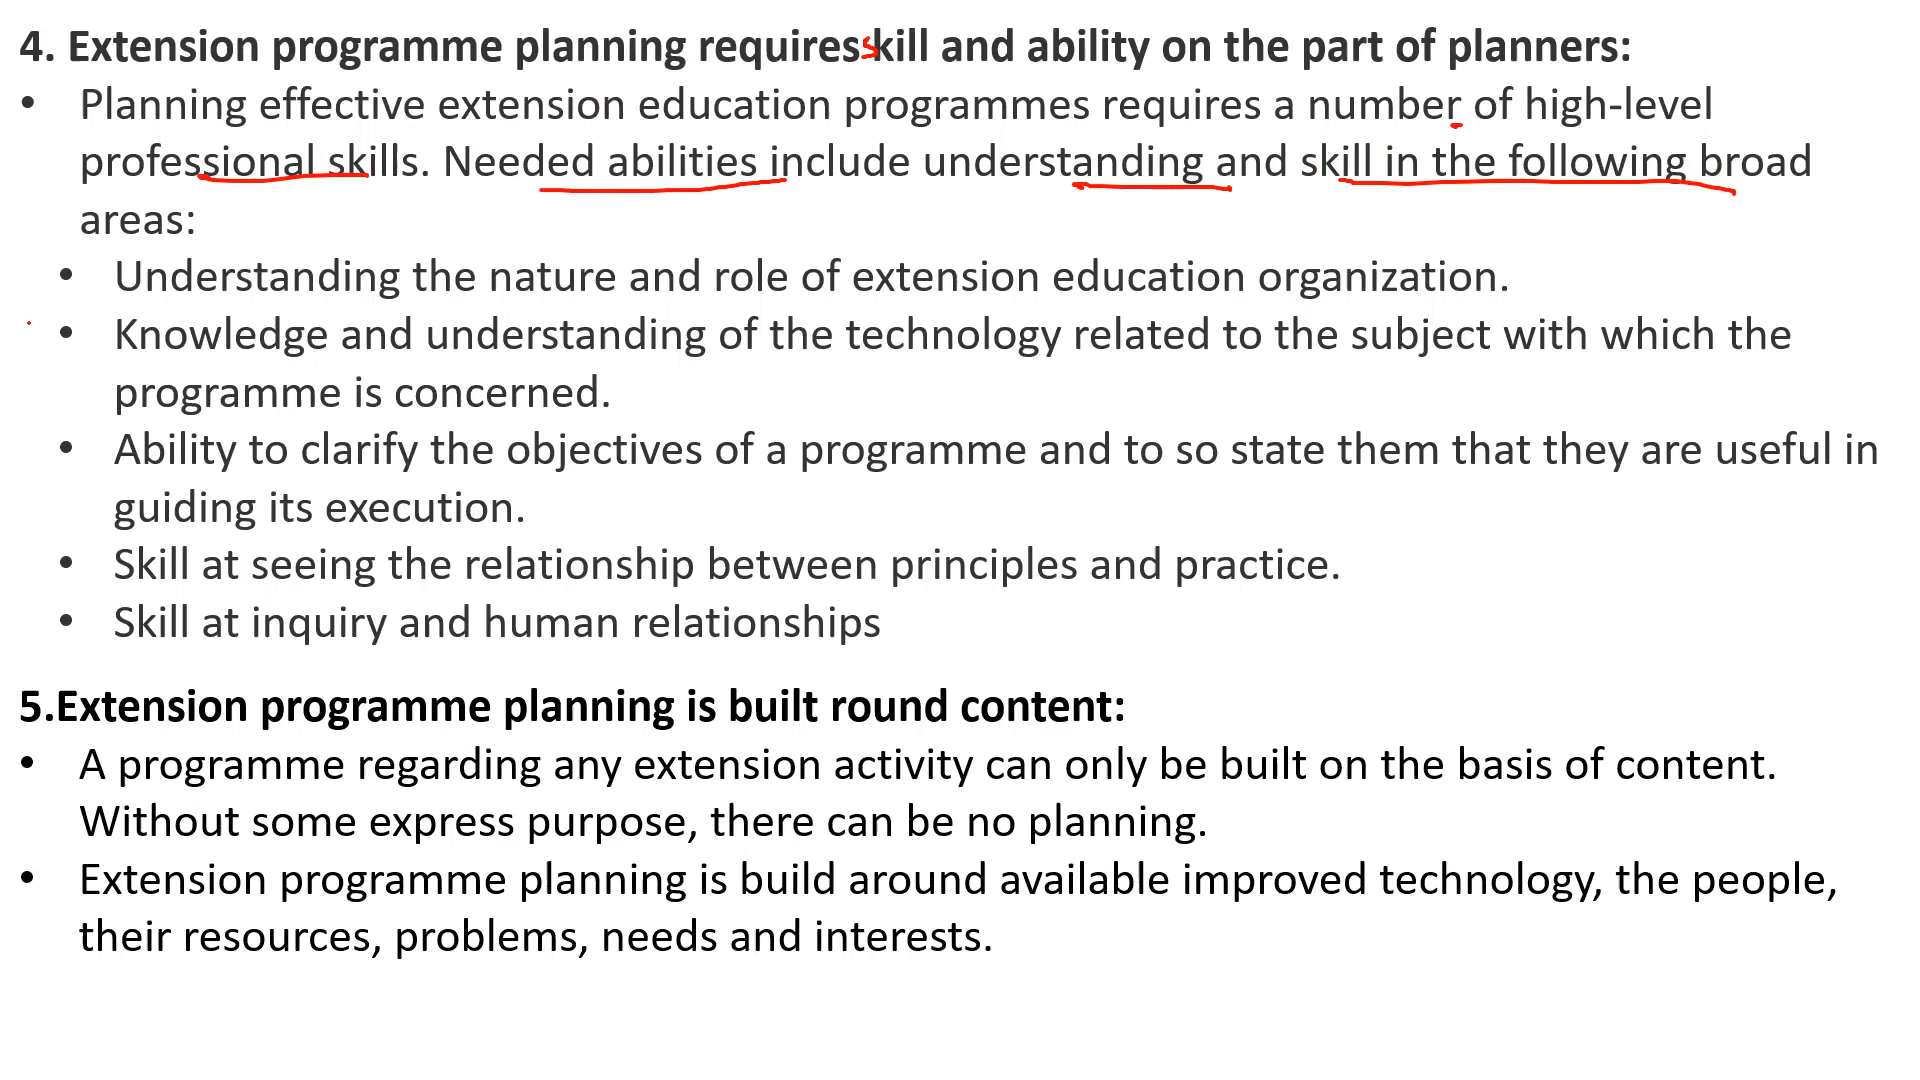 4. Extension programme planning requires skill and ability on the part of planners:
• Planning effective extension education programmes requires a number of high-level
professional skills. Needed abilities include understanding and skill in the following broad
areas:
• Understanding the nature and role of extension education organization.
• Knowledge and understanding of the technology related to the subject with which the
programme is concerned.
• Ability to clarify the objectives of a programme and to so state them that they are useful in
guiding its execution.
• Skill at seeing the relationship between principles and practice.
• Skill at inquiry and human relationships
5.Extension programme planning is built round content:
• A programme regarding any extension activity can only be built on the basis of content.
Without some express purpose, there can be no planning.
• Extension programme planning is build around available improved technology, the people,
their resources, problems, needs and interests.